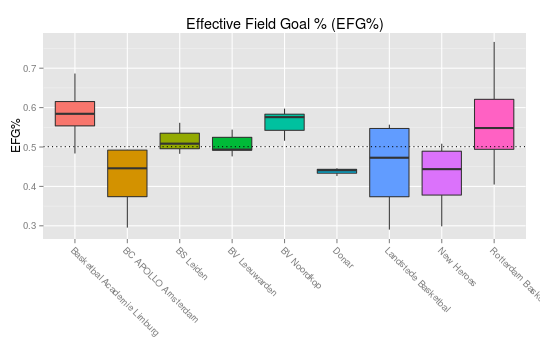 Effective Field Goal % (EFG%)
EFG%
0.7
0.6
0.5
0.4
0.3
Basketbal Academie Limburg
BC APOLLO Amsterdam
BS Leiden
BV Leeuwarden
BV Noordkop
Donar
Landstede Basketbal
New Heroes
Rotterdam